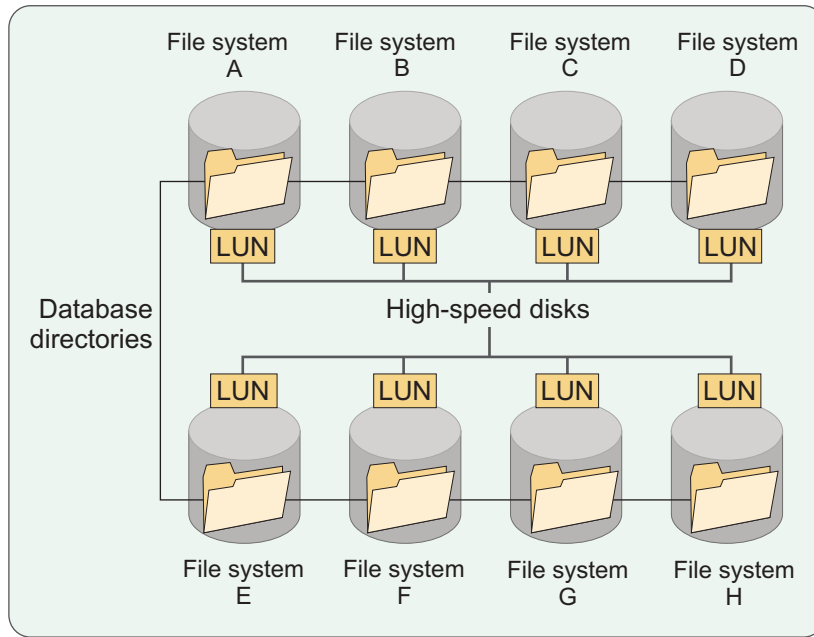 File system
A
File system
B
File system
C
File system
D
LUN
LUN
LUN
LUN
Database
directories
High-speed disks
LUN
LUN
LUN
LUN
File system
E
File system
F
File system
G
File system
H